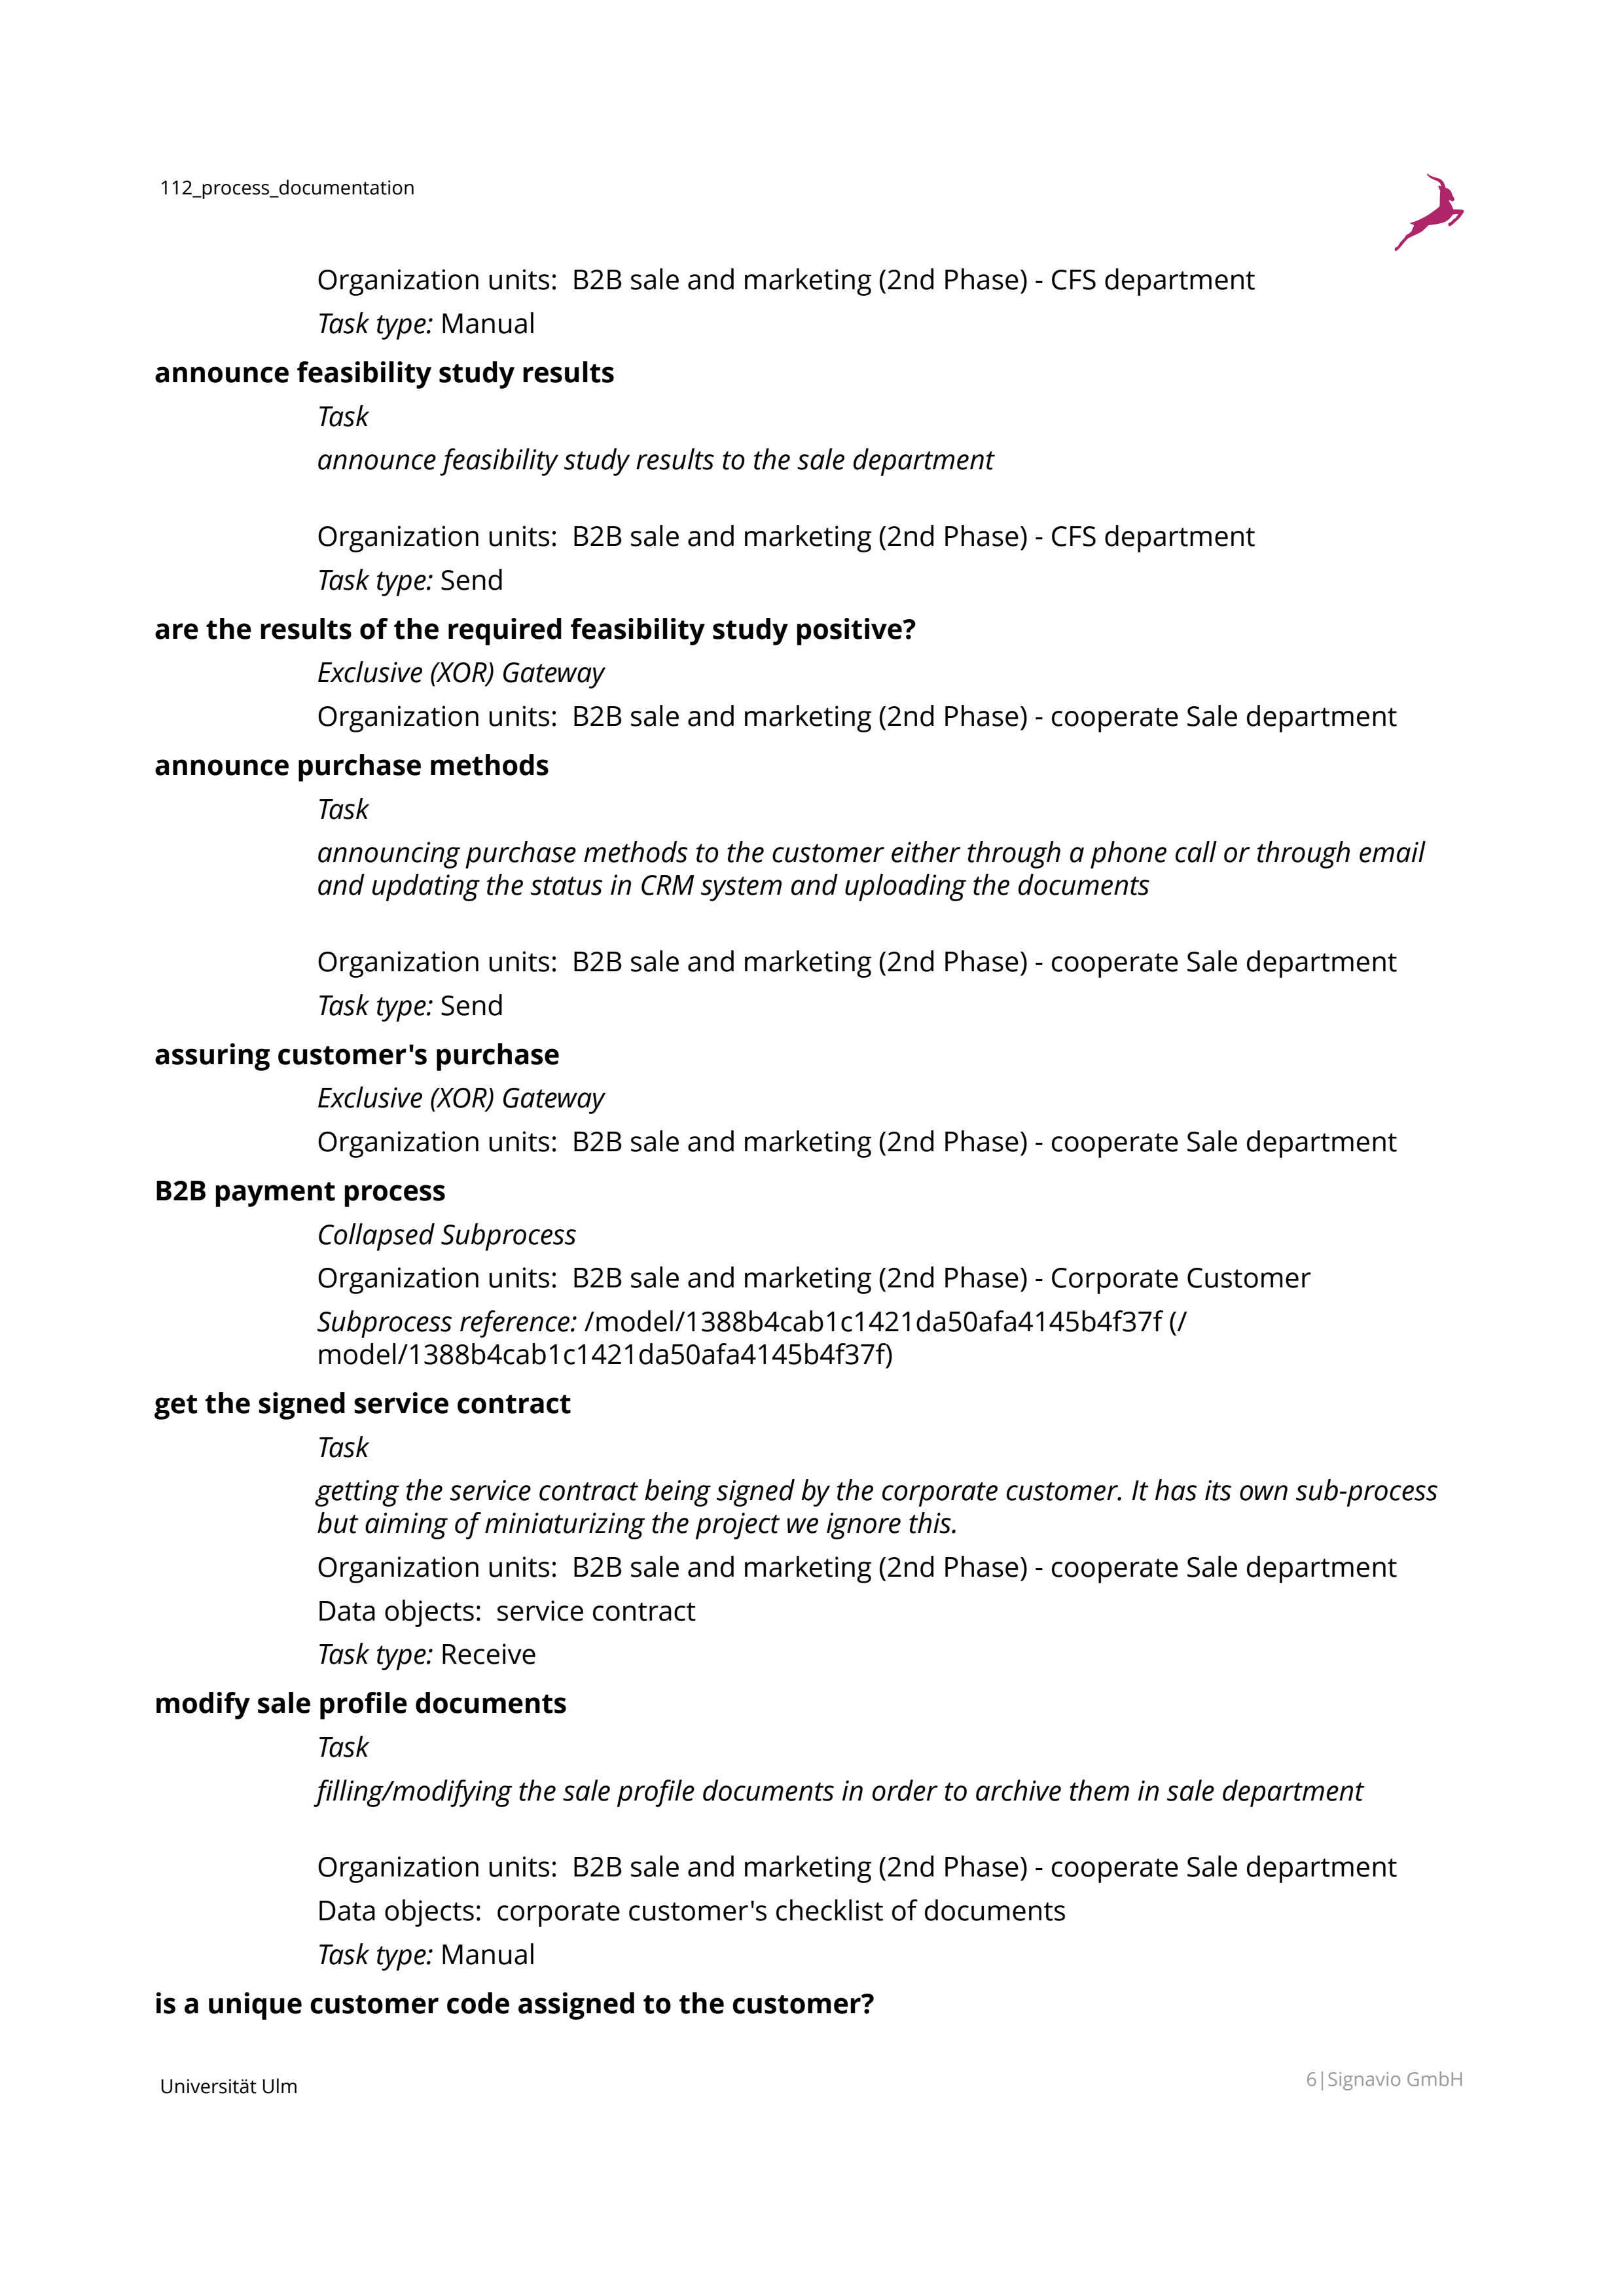 112_process_documentation
Organization units:  B2B sale and marketing (2nd Phase) - CFS department
Task type: Manual
announce feasibility study results
Task
announce feasibility study results to the sale department
Organization units:  B2B sale and marketing (2nd Phase) - CFS department
Task type: Send
are the results of the required feasibility study positive?
Exclusive (XOR) Gateway
Organization units:  B2B sale and marketing (2nd Phase) - cooperate Sale department
announce purchase methods
Task
announcing purchase methods to the customer either through a phone call or through email
and updating the status in CRM system and uploading the documents
Organization units:  B2B sale and marketing (2nd Phase) - cooperate Sale department
Task type: Send
assuring customer's purchase
Exclusive (XOR) Gateway
Organization units:  B2B sale and marketing (2nd Phase) - cooperate Sale department
B2B payment process
Collapsed Subprocess
Organization units:  B2B sale and marketing (2nd Phase) - Corporate Customer
Subprocess reference: /model/1388b4cab1c1421da50afa4145b4f37f (/
model/1388b4cab1c1421da50afa4145b4f37f)
get the signed service contract
Task
getting the service contract being signed by the corporate customer. It has its own sub-process
but aiming of miniaturizing the project we ignore this.
Organization units:  B2B sale and marketing (2nd Phase) - cooperate Sale department
Data objects:  service contract
Task type: Receive
modify sale profile documents
Task
filling/modifying the sale profile documents in order to archive them in sale department
Organization units:  B2B sale and marketing (2nd Phase) - cooperate Sale department
Data objects:  corporate customer's checklist of documents
Task type: Manual
is a unique customer code assigned to the customer?
Universität Ulm
6|Signavio GmbH